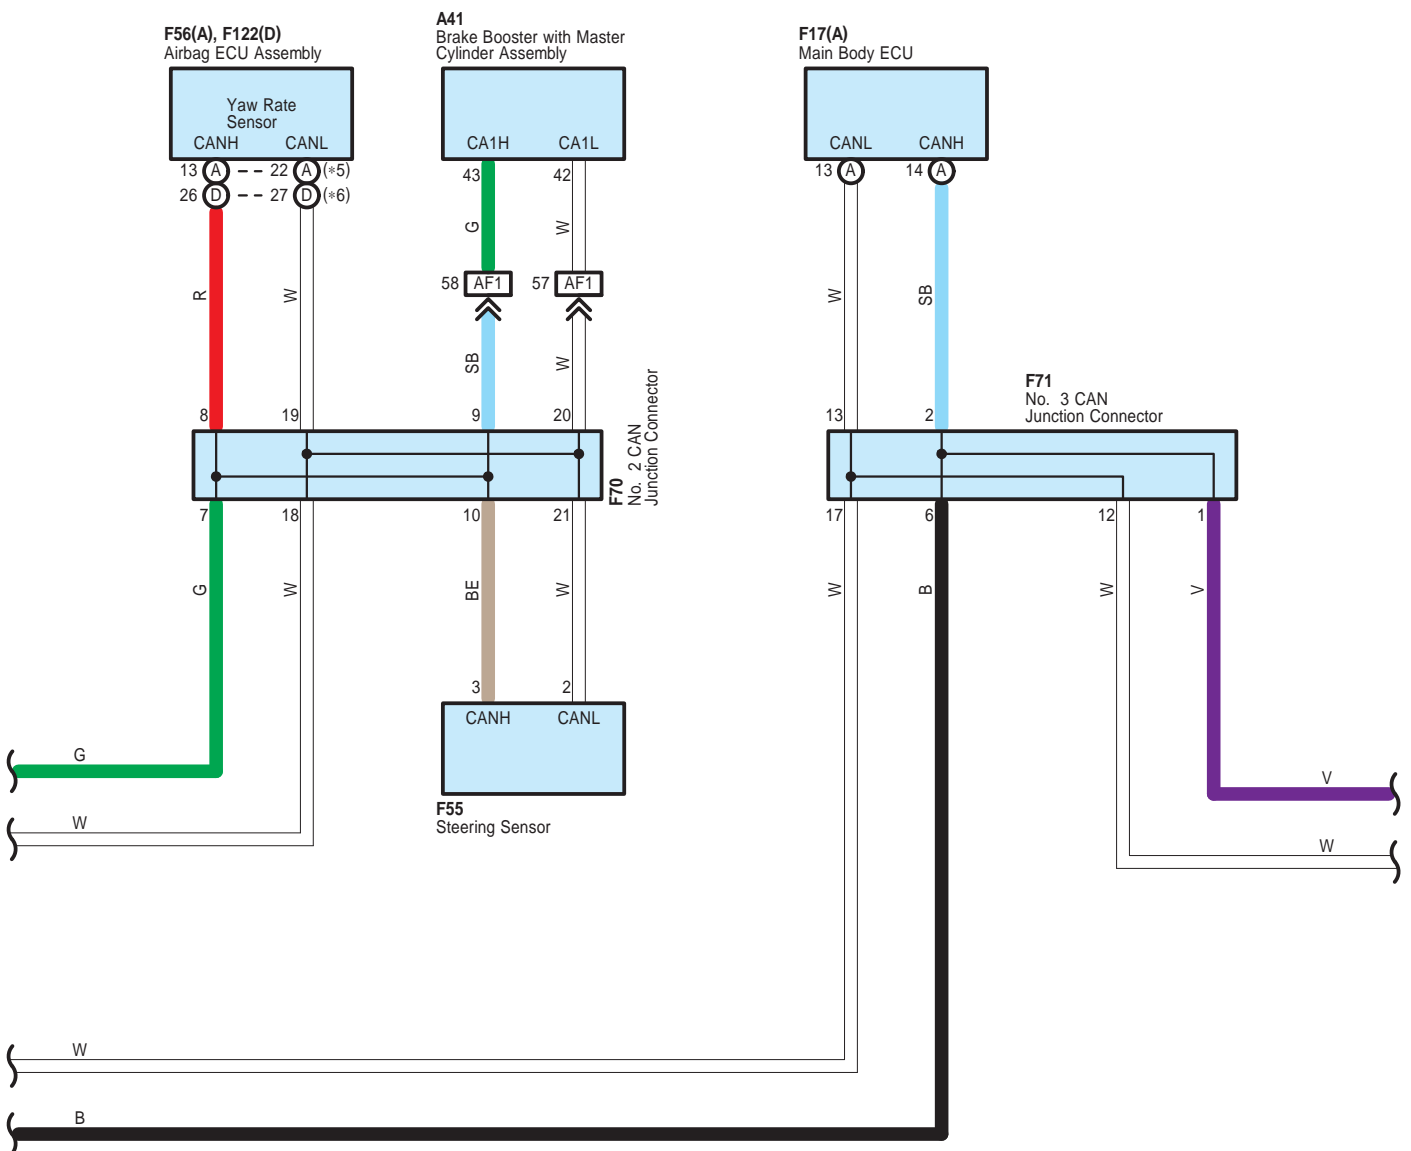 F56(A), F122(D)
Airbag ECU Assembly
A41
Brake Booster with Master
Cylinder Assembly
F17(A)
Main Body ECU
Yaw Rate
Sensor
CANH CANL
CA1H CA1L
CANL CANH
13 A 22 A (*5)
26 D 27 D (*6)
43 42
13 A 14 A
G W
58 AF1 57 AF1
R W
W SB
SB W
F71
No. 3 CAN
Junction Connector
8 19 9 20
13 2
F70
No. 2 CAN
Junction Connector
7 18 10 21
17 6 12 1
G W BE W
W B W V
3 2
CANH CANL
F55
Steering Sensor
G
V
W
W
W
B